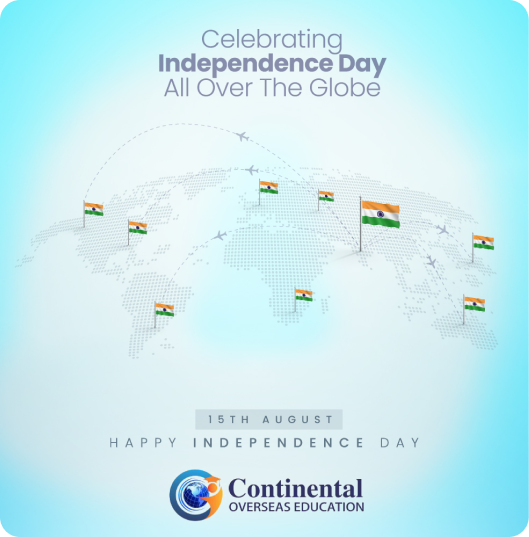 Celebrating
Independence Day
All Over The Globe
15TH AUGUST
HAPPY INDEPENDENCE DAY
Continental
OVERSEAS EDUCATION